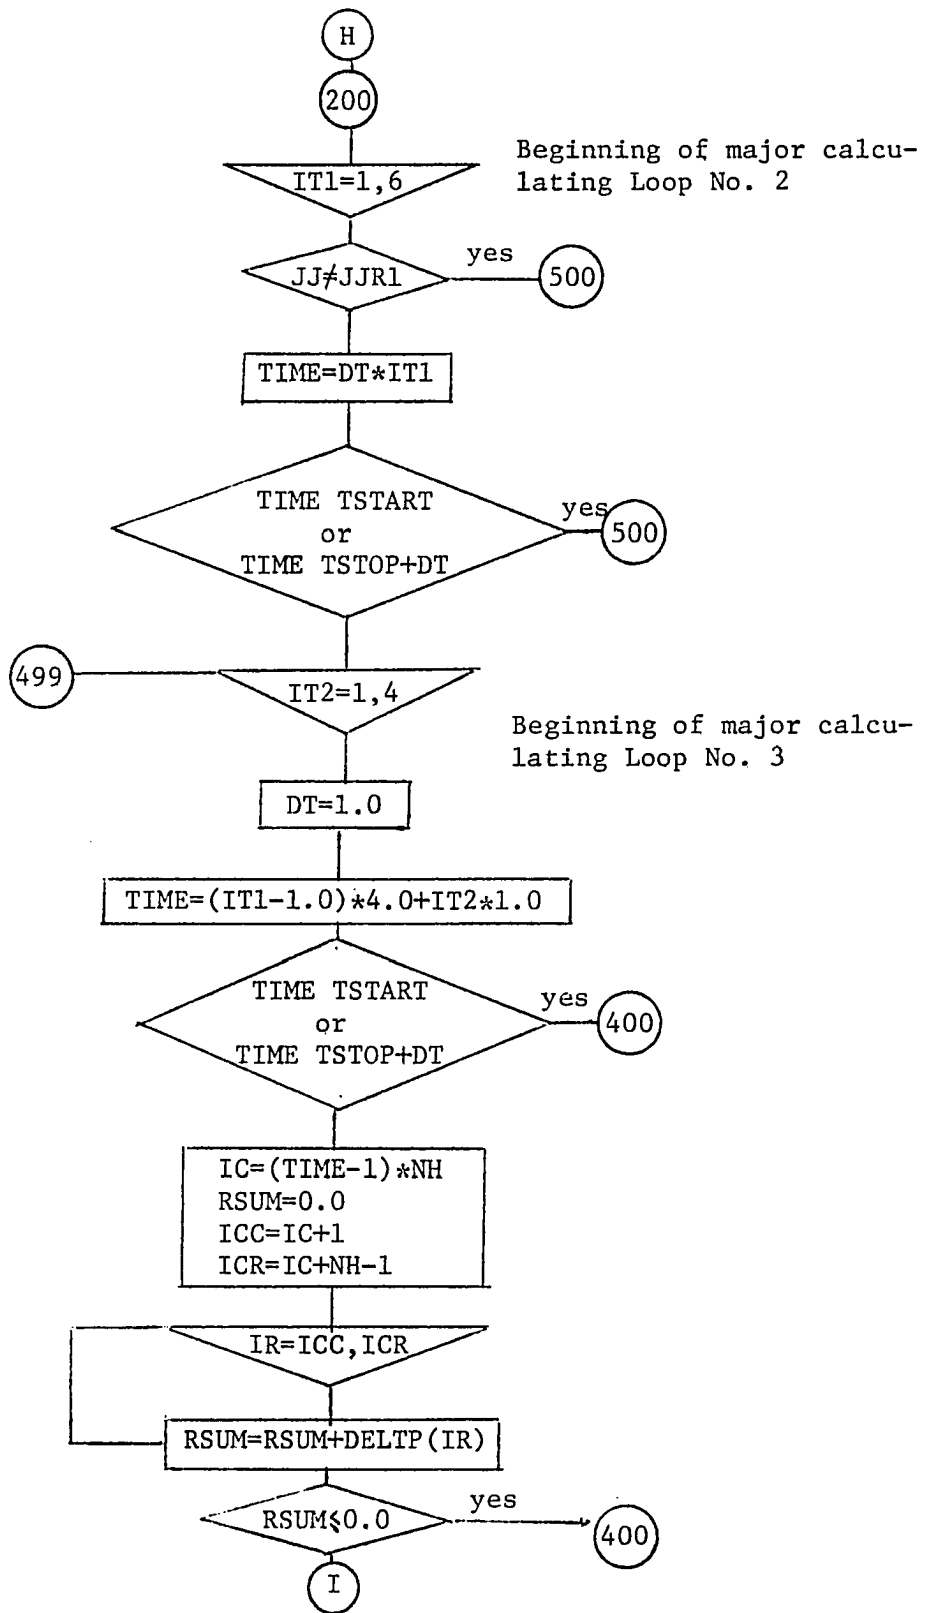 H
200
Beginning of major calcu-
lating Loop No. 2
IT1=1,6
JJ≠JJR1
yes
500
TIME=DT*IT1
TIME TSTART
or
TIME TSTOP+DT
yes
500
499
IT2=1,4
Beginning of major calcu-
lating Loop No. 3
DT=1.0
TIME=(IT1-1.0)*4.0+IT2*1.0
TIME TSTART
or
TIME TSTOP+DT
yes
400
IC=(TIME-1)*NH
RSUM=0.0
ICC=IC+1
ICR=IC+NH-1
IR=ICC,ICR
RSUM=RSUM+DELTP(IR)
RSUM≤0.0
yes
400
I